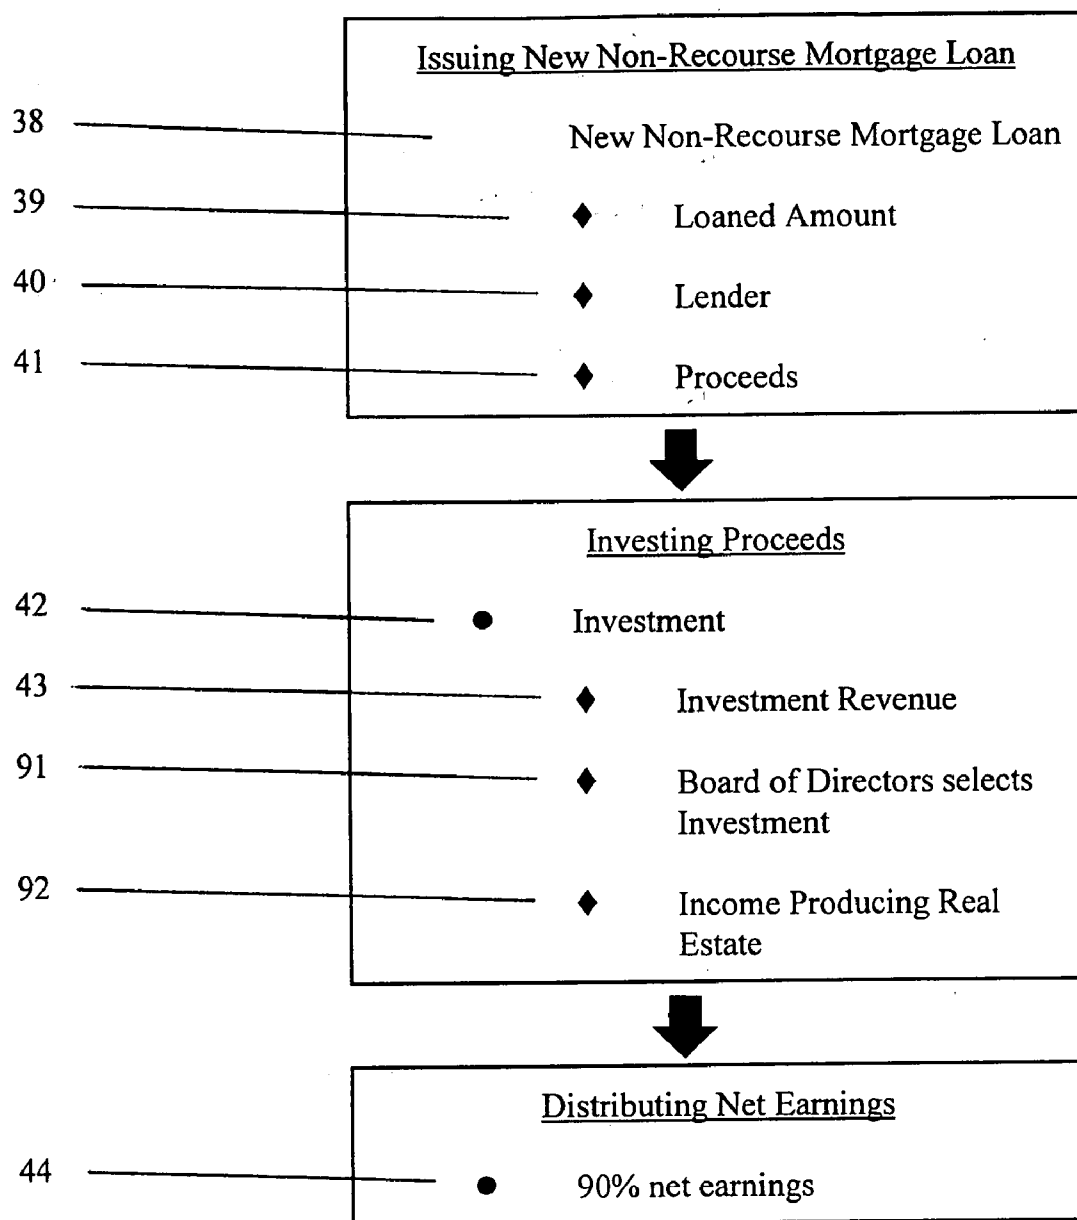 Issuing New Non-Recourse Mortgage Loan
38 New Non-Recourse Mortgage Loan
39 ♦ Loaned Amount
40 ♦ Lender
41 ♦ Proceeds
Investing Proceeds
42 ● Investment
43 ♦ Investment Revenue
91 ♦ Board of Directors selects
Investment
92 ♦ Income Producing Real
Estate
Distributing Net Earnings
44 ● 90% net earnings